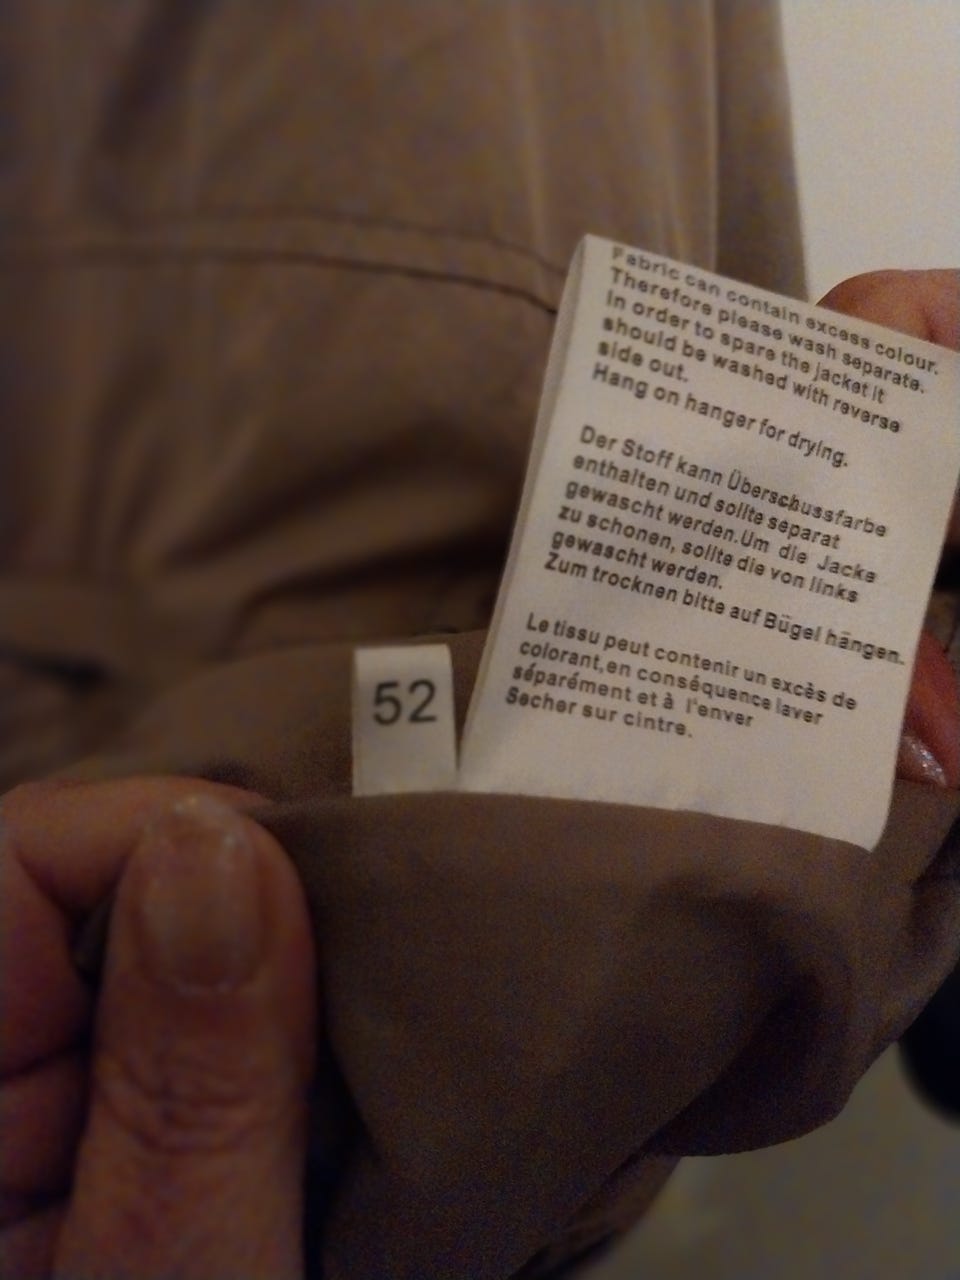 Fabric can contain excess colour.
Therefore please wash separate.
In order to spare the jacket it
should be washed with reverse
side out.
Hang on hanger for drying.
Der Stoff kann Überschussfarbe
enthalten und sollte separat
gewascht werden.Um die Jacke
zu schonen, sollte die von links
gewascht werden.
Zum trocknen bitte auf Bügel hängen.
Le tissu peut contenir un excès de
colorant,en conséquence laver
séparément et à l'enver
Secher sur cintre.
52